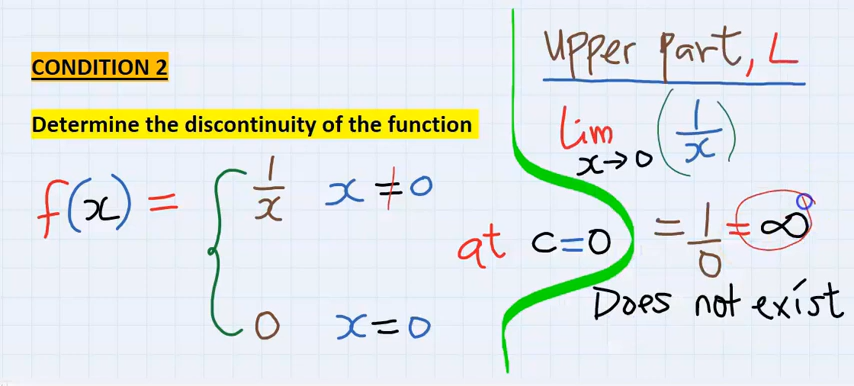 CONDITION 2
Determine the discontinuity of the function
f(x) = { 1/x x ≠ 0
0 x = 0
at c = 0
Upper part, L
lim x→0 (1/x)
= 1/0 = ∞
Does not exist